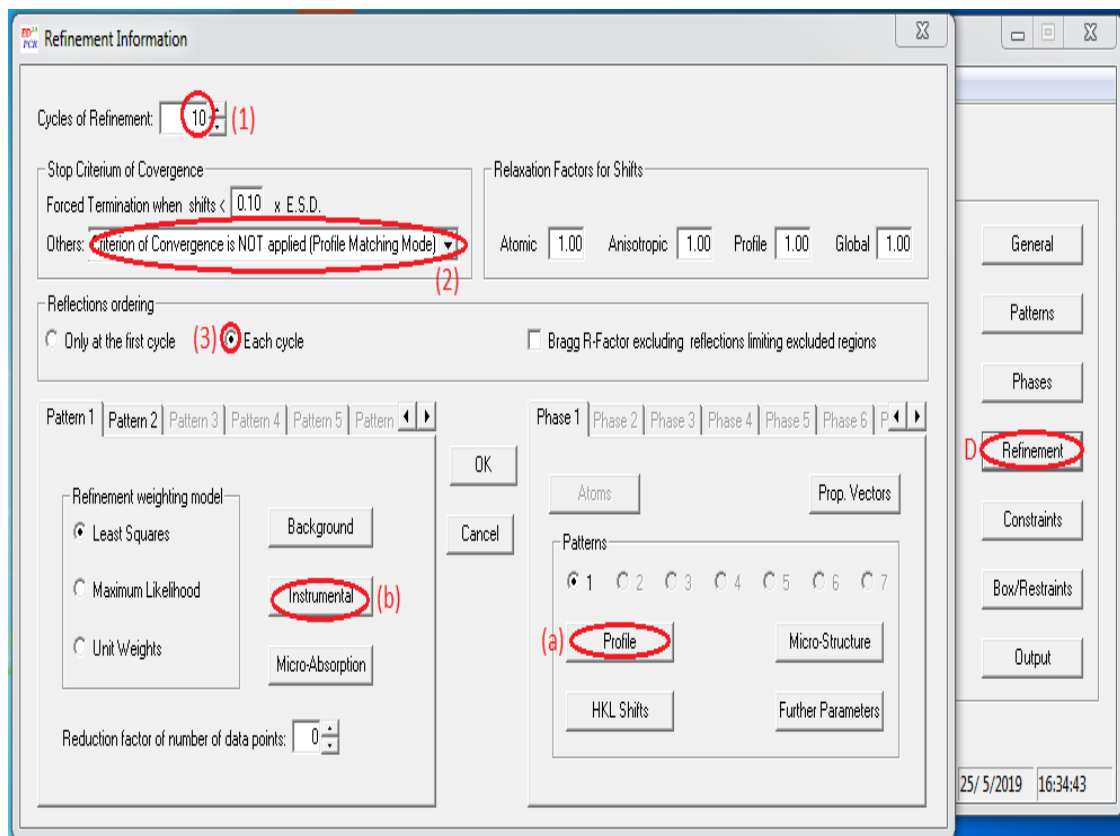 ED
PCR
Refinement Information
Cycles of Refinement: 10 (1)
Stop Criterium of Covergence
Forced Termination when shifts < 0.10 x E.S.D.
Others: Criterion of Convergence is NOT applied (Profile Matching Mode)
(2)
Relaxation Factors for Shifts
Atomic 1.00 Anisotropic 1.00 Profile 1.00 Global 1.00
Reflections ordering
Only at the first cycle (3) Each cycle
Bragg R-Factor excluding reflections limiting excluded regions
Pattern 1 Pattern 2 Pattern 3 Pattern 4 Pattern 5 Pattern
Refinement weighting model
Least Squares
Maximum Likelihood
Unit Weights
Background
Instrumental (b)
Micro-Absorption
Reduction factor of number of data points: 0
OK
Cancel
Phase 1 Phase 2 Phase 3 Phase 4 Phase 5 Phase 6 P
Atoms Prop. Vectors
Patterns
1 2 3 4 5 6 7
(a) Profile Micro-Structure
HKL Shifts Further Parameters
General
Patterns
Phases
D Refinement
Constraints
Box/Restraints
Output
25/ 5/2019 16:34:43